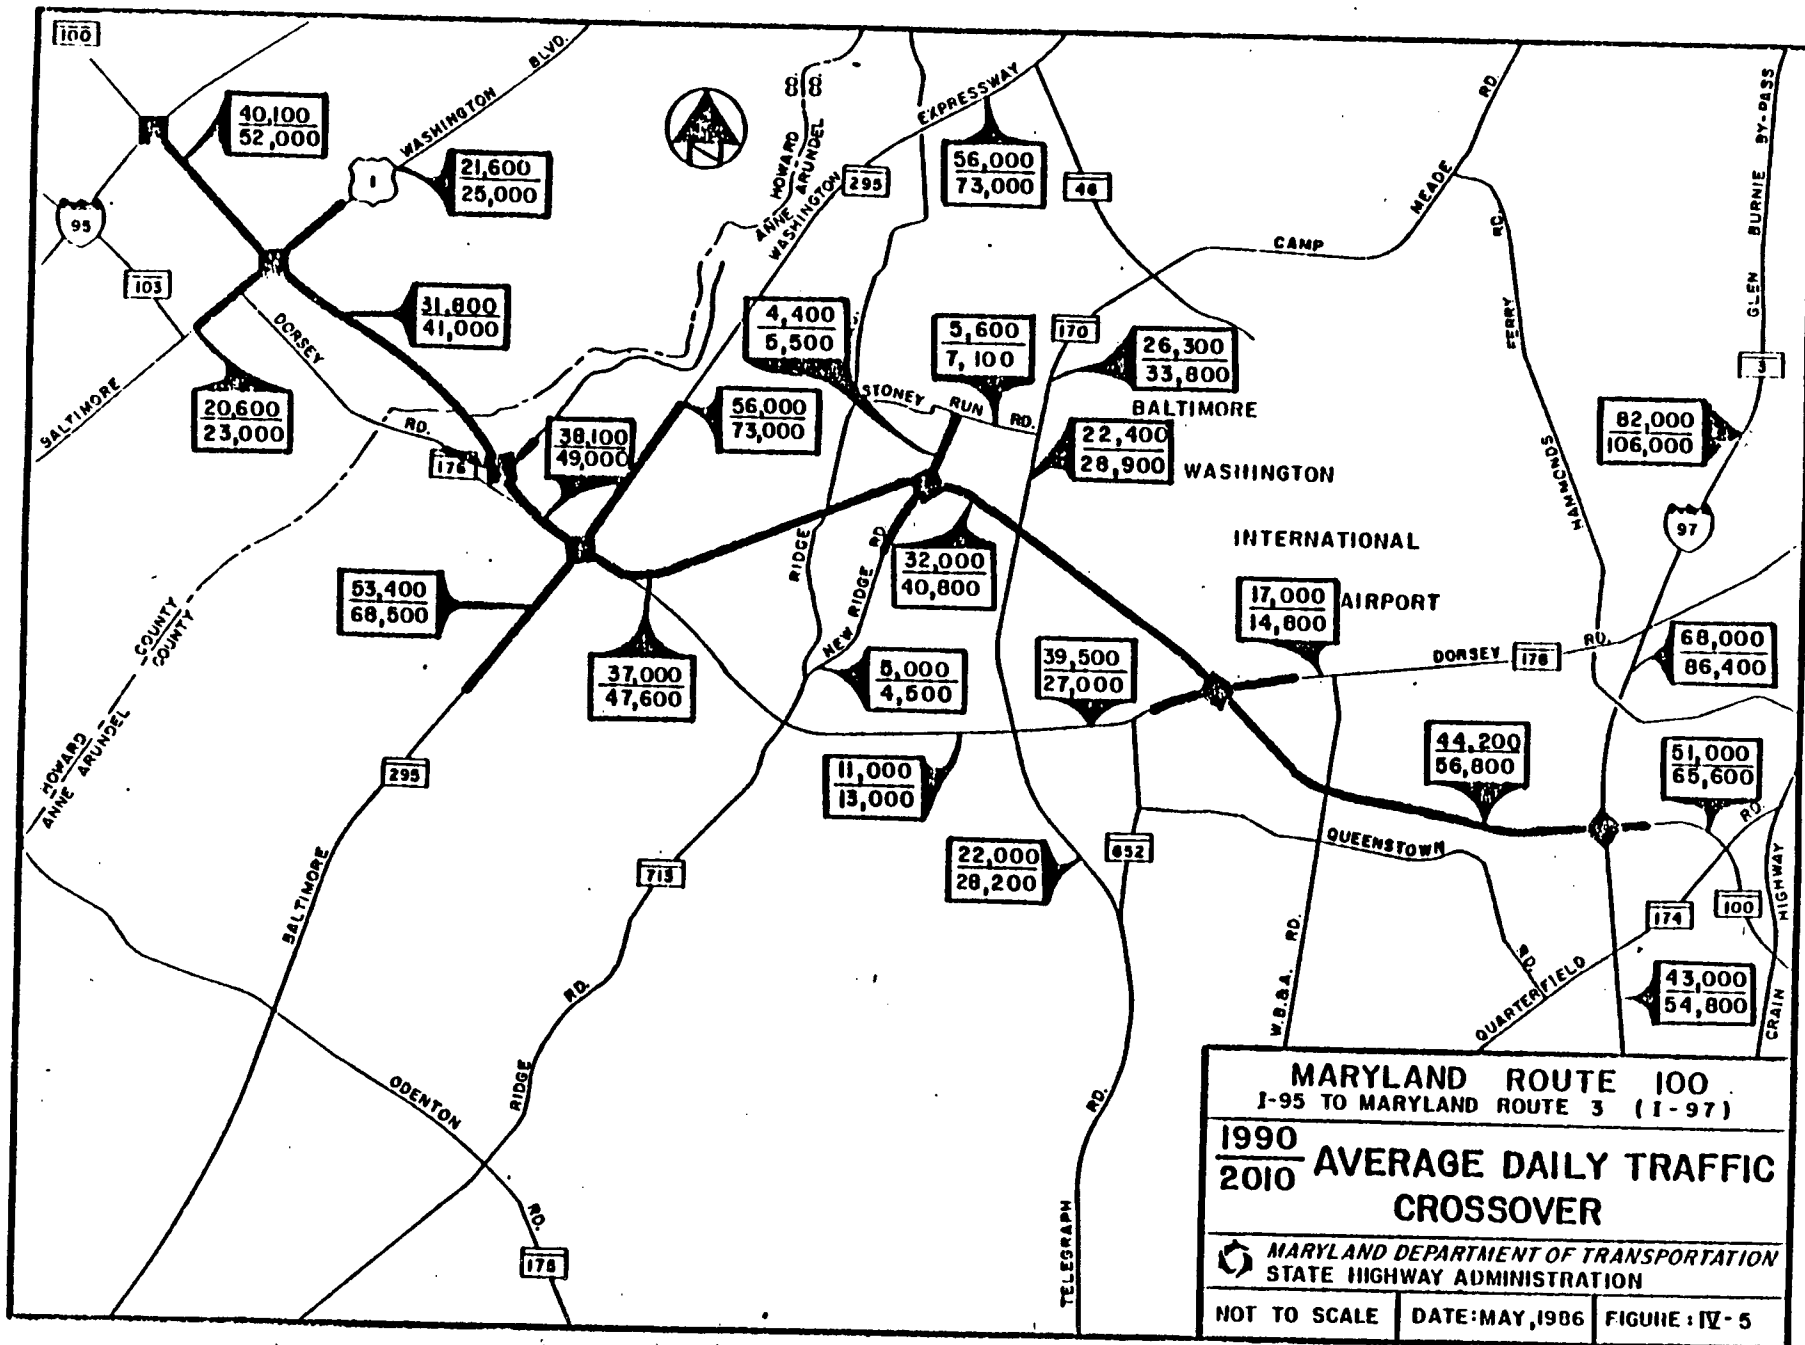 100
WASHINGTON BLVD.
40,100
52,000
1
21,600
25,000
95
103
88
HOWARD
ANNE ARUNDEL
WASHINGTON
EXPRESSWAY
295
56,000
73,000
46
CAMP
MEADE
RD.
GLEN BURNIE BY-PASS
3
FERRY
HAMMONDS
31,800
41,000
DORSEY
RD.
BALTIMORE
20,600
23,000
176
38,100
49,000
56,000
73,000
4,400
5,500
5,600
7,100
STONEY RUN RD.
170
26,300
33,800
BALTIMORE
22,400
28,900
WASHINGTON
INTERNATIONAL
AIRPORT
82,000
106,000
97
53,400
68,500
37,000
47,600
RIDGE
NEW RIDGE RD
32,000
40,800
5,000
4,500
39,500
27,000
17,000
14,800
DORSEY
176
RD.
68,000
86,400
COUNTY
COUNTY
HOWARD
ANNE ARUNDEL
295
BALTIMORE
713
11,000
13,000
22,000
28,200
652
44,200
56,800
51,000
65,600
QUEENSTOWN
RD.
RD.
174
100
QUARTERFIELD
CRAIN HIGHWAY
43,000
54,800
W.B.&A. RD.
RIDGE RD.
ODENTON
RD.
175
TELEGRAPH
RD.
MARYLAND ROUTE 100
I-95 TO MARYLAND ROUTE 3 (I-97)
1990
2010
AVERAGE DAILY TRAFFIC
CROSSOVER
MARYLAND DEPARTMENT OF TRANSPORTATION
STATE HIGHWAY ADMINISTRATION
NOT TO SCALE
DATE: MAY, 1986
FIGURE: IV-5